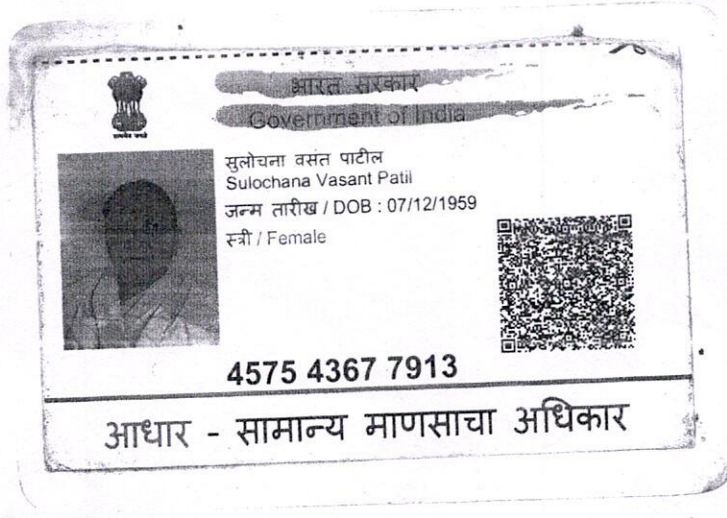 भारत सरकार
Government of India
सुलोचना वसंत पाटील
Sulochana Vasant Patil
जन्म तारीख / DOB : 07/12/1959
स्त्री / Female
4575 4367 7913
आधार - सामान्य माणसाचा अधिकार